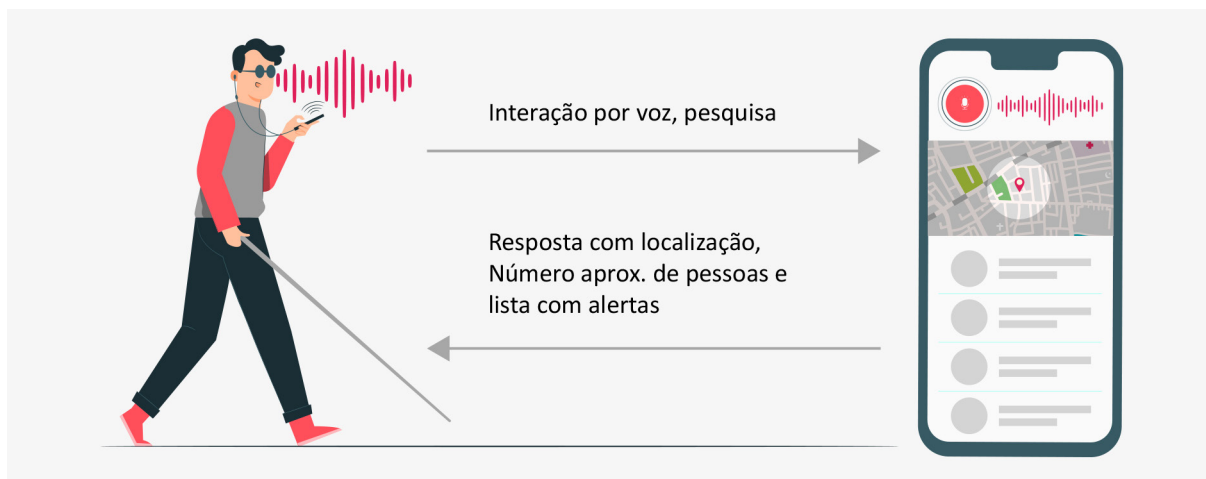 Interação por voz, pesquisa
Resposta com localização,
Número aprox. de pessoas e
lista com alertas